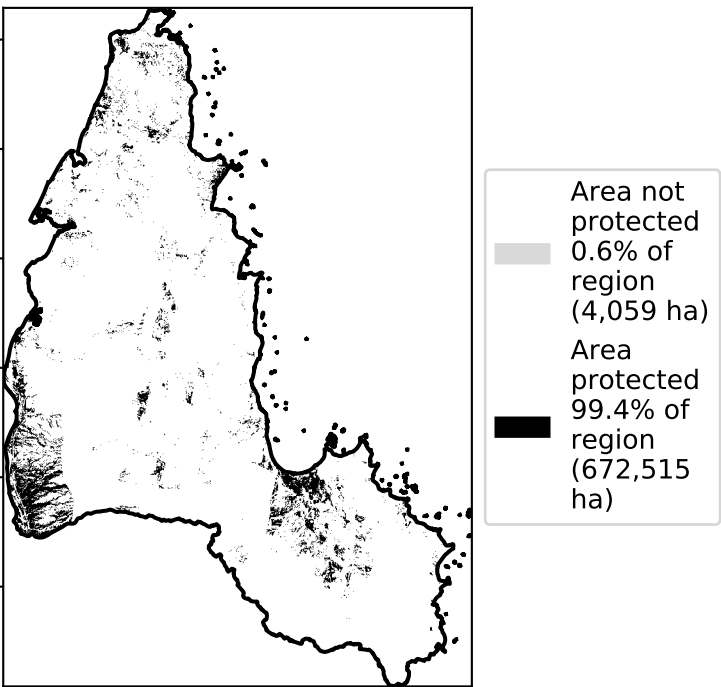 Area not
protected
0.6% of
region
(4,059 ha)
Area
protected
99.4% of
region
(672,515
ha)